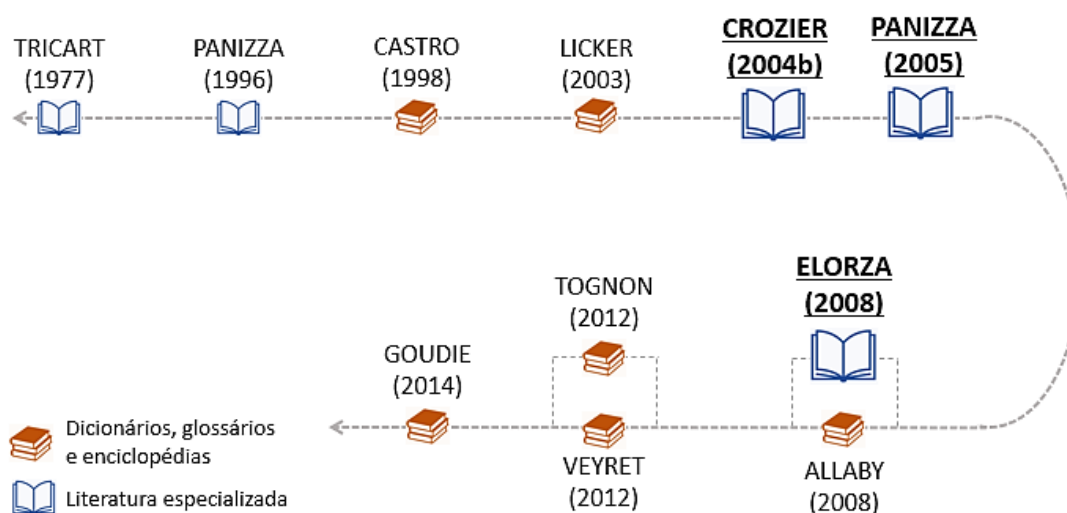 TRICART
(1977)
PANIZZA
(1996)
CASTRO
(1998)
LICKER
(2003)
CROZIER
(2004b)
PANIZZA
(2005)
ELORZA
(2008)
ALLABY
(2008)
TOGNON
(2012)
VEYRET
(2012)
GOUDIE
(2014)
Dicionários, glossários
e enciclopédias
Literatura especializada